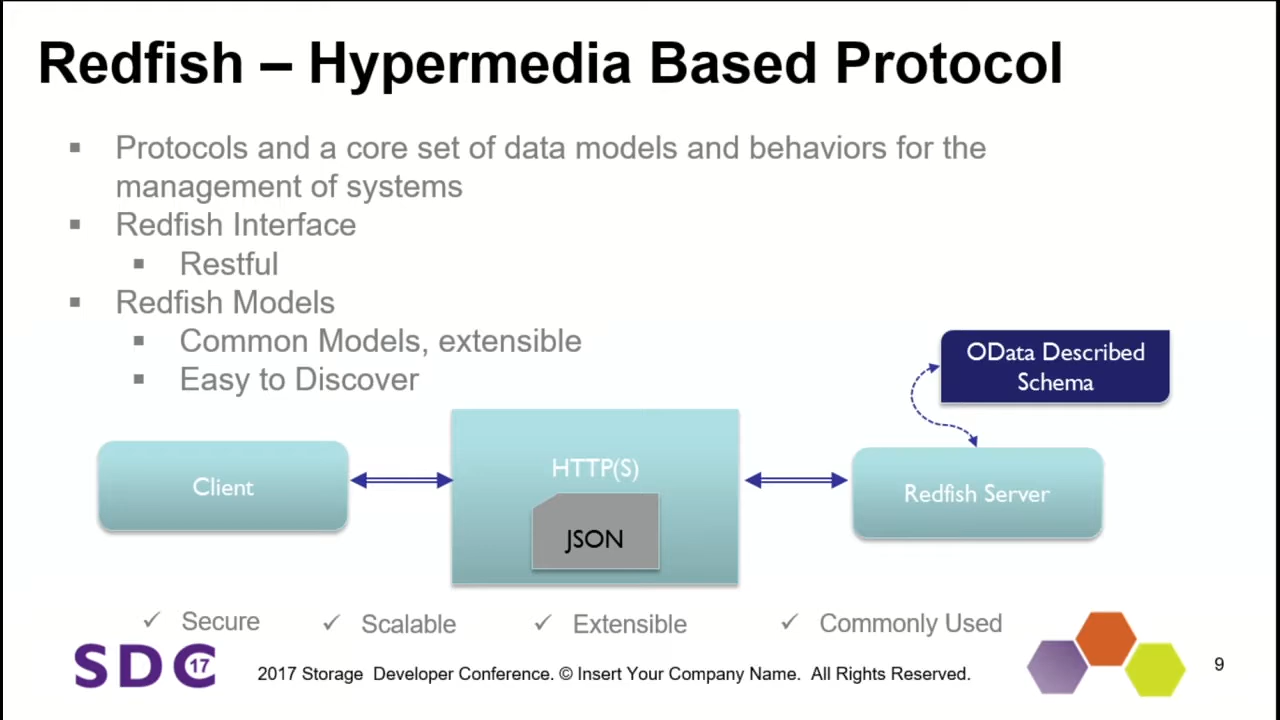 Redfish – Hypermedia Based Protocol
▪ Protocols and a core set of data models and behaviors for the
management of systems
▪ Redfish Interface
▪ Restful
▪ Redfish Models
▪ Common Models, extensible
▪ Easy to Discover
OData Described
Schema
Client
HTTP(S)
JSON
Redfish Server
✓ Secure
✓ Scalable
✓ Extensible
✓ Commonly Used
SDC 17
2017 Storage Developer Conference. © Insert Your Company Name. All Rights Reserved.
9